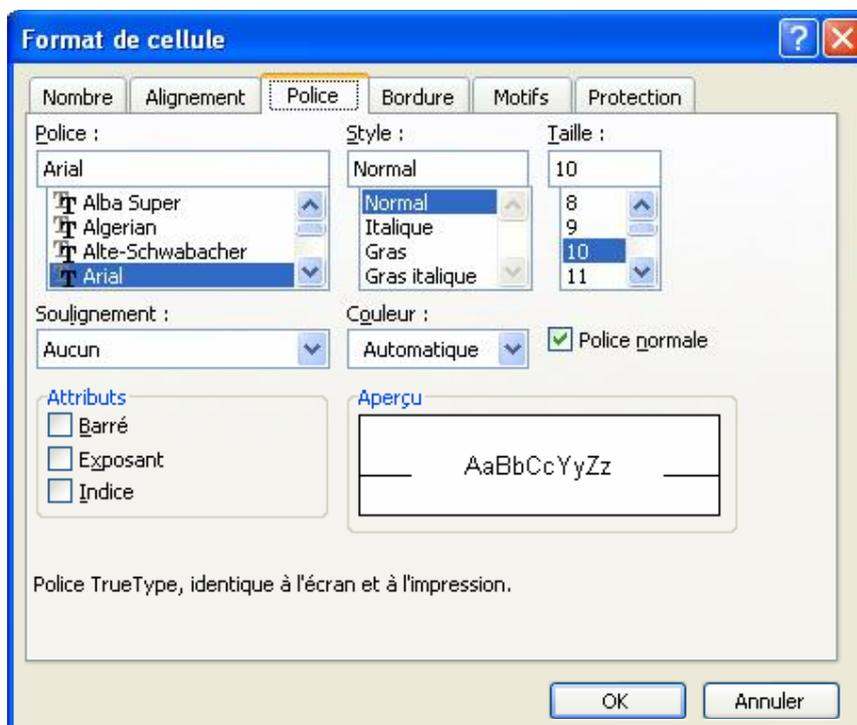 Format de cellule
Nombre Alignement Police Bordure Motifs Protection
Police : Style : Taille :
Arial Normal 10
Alba Super Normal 8
Algerian Italique 9
Alte-Schwabacher Gras 10
Arial Gras italique 11
Soulignement : Couleur :
Aucun Automatique Police normale
Attributs Aperçu
Barré
Exposant AaBbCcYyZz
Indice
Police TrueType, identique à l'écran et à l'impression.
OK Annuler